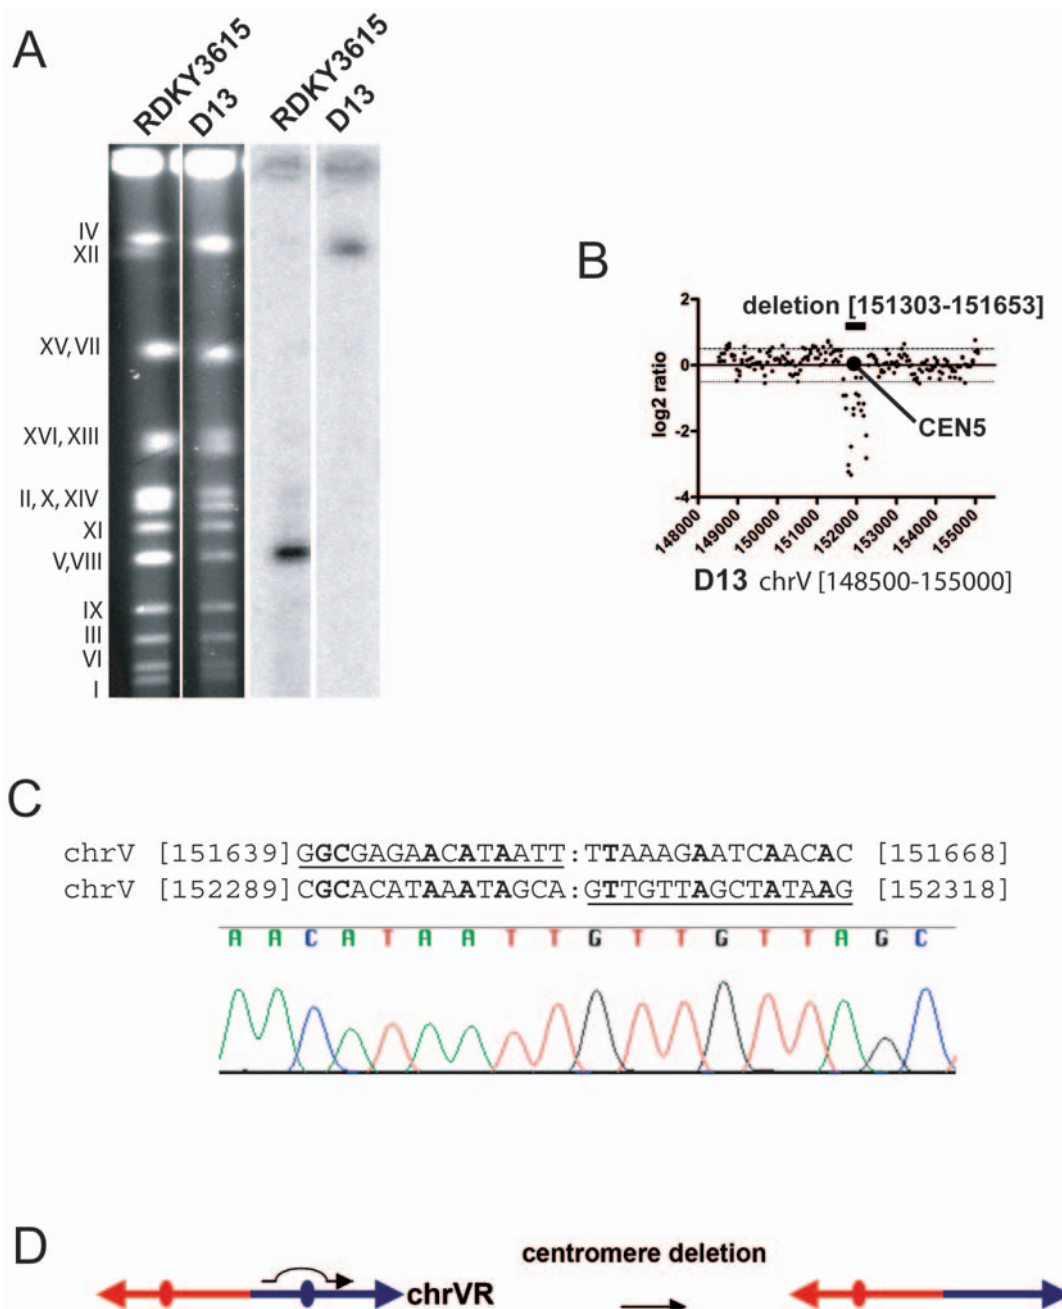 A
RDKY3615
D13
RDKY3615
D13
IV
XII
XV, VII
XVI, XIII
II, X, XIV
XI
V,VIII
IX
III
VI
I
B
deletion [151303-151653]
2
0
-2
-4
log2 ratio
CEN5
148000
149000
150000
151000
152000
153000
154000
155000
D13 chrV [148500-155000]
C
chrV [151639]GGCGAGAACATAATT:TTAAAGAATCAACAC [151668]
chrV [152289]CGCACATAAATAGCA:GTTGTTAGCTATAAG [152318]
A A C A T A A T T G T T G T T A G C
D
centromere deletion
chrVR